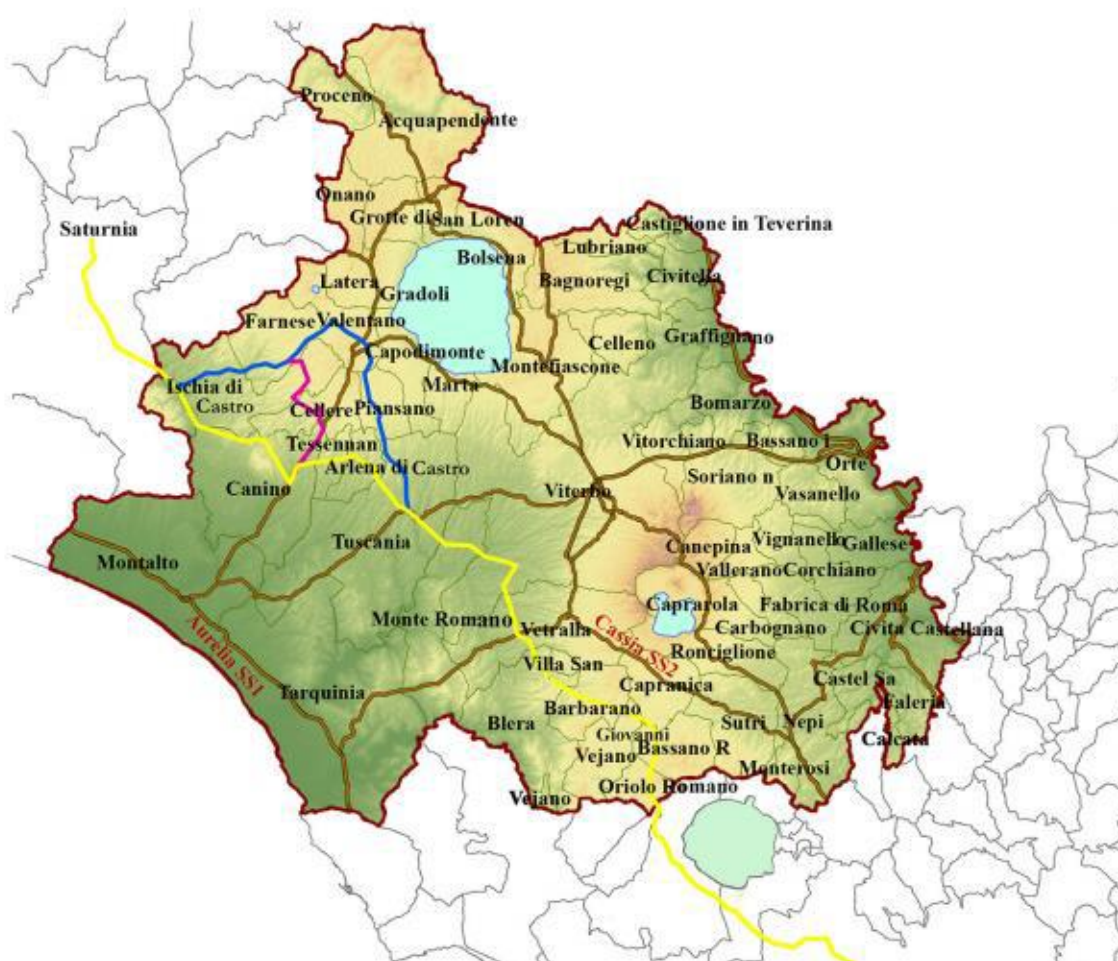 Proceno
Acquapendente
Onano
Grotte di
San Loren
Castiglione in Teverina
Saturnia
Lubriano
Bolsena
Bagnoregi
Civitella
Latera
Gradoli
Farnese
Valentano
Graffignano
Celleno
Capodimonte
Montefiascone
Ischia di
Castro
Marta
Cellere
Piansano
Bomarzo
Tessennan
Vitorchiano
Bassano i
Arlena di Castro
Orte
Canino
Viterbo
Soriano n
Vasanello
Tuscania
Canepina
Vignanello
Gallese
Montalto
Vallerano
Corchiano
Caprarola
Fabrica di Roma
Monte Romano
Vetralla
Carbognano
Civita Castellana
Aurelia SS1
Cassia SS2
Ronciglione
Villa San
Capranica
Castel Sa
Tarquinia
Barbarano
Faleria
Blera
Sutri
Nepi
Giovanni
Calcata
Vejano
Bassano R
Monterosi
Oriolo Romano
Vejano